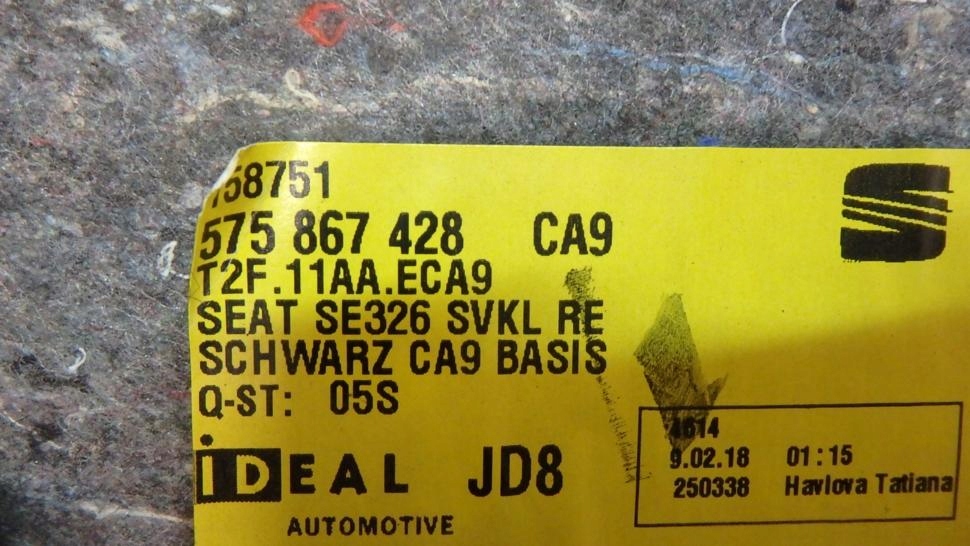 158751
575 867 428 CA9
T2F.11AA.ECA9
SEAT SE326 SVKL RE
SCHWARZ CA9 BASIS
Q-ST: 05S
iDEAL JD8
AUTOMOTIVE
4614
9.02.18 01:15
250338 Havlova Tatiana